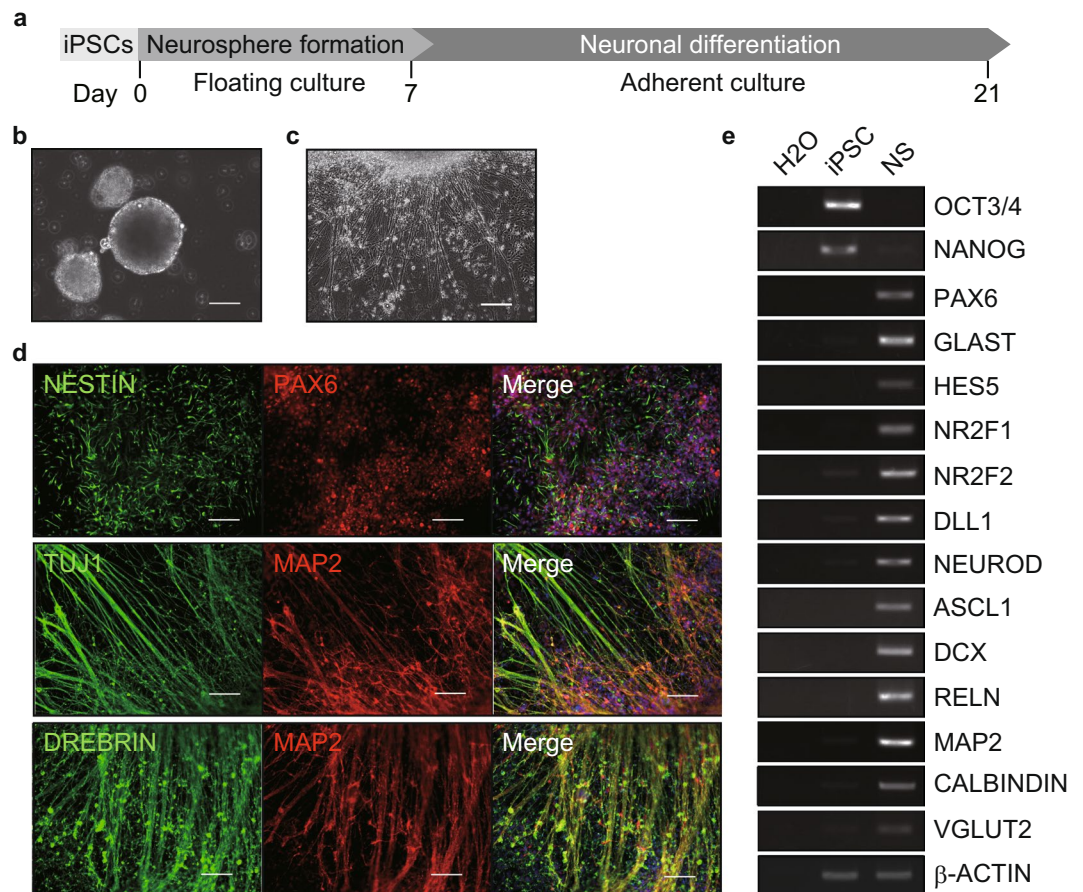 a
iPSCs Neurosphere formation Neuronal differentiation
Floating culture Adherent culture
Day 0 7 21
b
c
d
NESTIN PAX6 Merge
TUJ1 MAP2 Merge
DREBRIN MAP2 Merge
e
H2O iPSC NS
OCT3/4
NANOG
PAX6
GLAST
HES5
NR2F1
NR2F2
DLL1
NEUROD
ASCL1
DCX
RELN
MAP2
CALBINDIN
VGLUT2
β-ACTIN